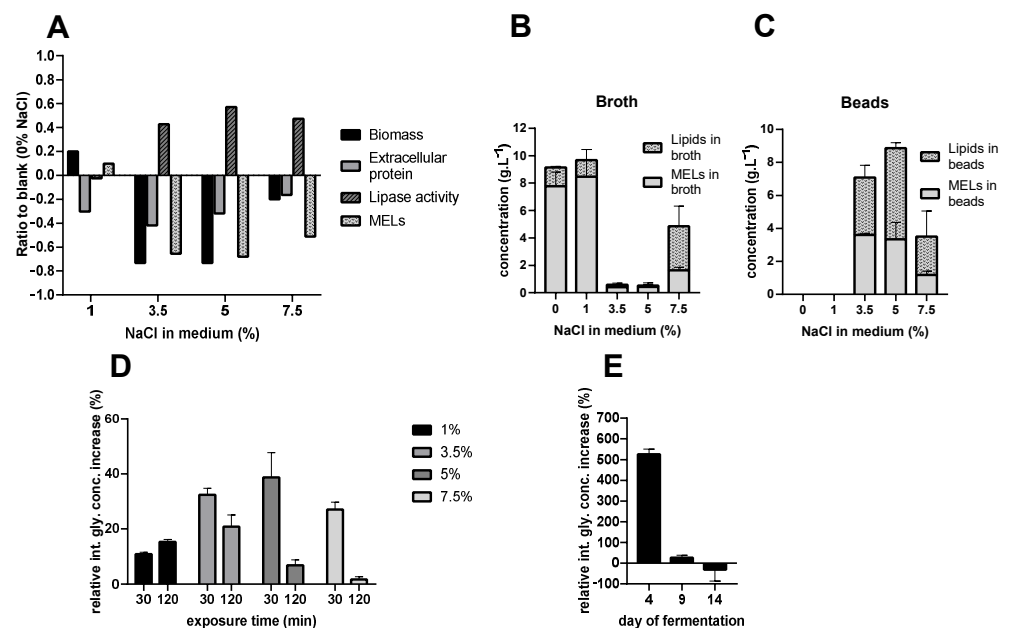 A
Ratio to blank (0% NaCl)
1.0
0.8
0.6
0.4
0.2
0.0
−0.2
−0.4
−0.6
−0.8
−1.0
1 3.5 5 7.5
NaCl in medium (%)
Biomass
Extracellular
protein
Lipase activity
MELs
B
Broth
concentration (g.L⁻¹)
12
10
8
6
4
2
0
0 1 3.5 5 7.5
NaCl in medium (%)
Lipids in
broth
MELs in
broth
C
Beads
concentration (g.L⁻¹)
10
8
6
4
2
0
0 1 3.5 5 7.5
NaCl in medium (%)
Lipids in
beads
MELs in
beads
D
relative int. gly. conc. increase (%)
60
40
20
0
30 120 30 120 30 120 30 120
exposure time (min)
1%
3.5%
5%
7.5%
E
relative int. gly. conc. increase (%)
700
600
500
400
300
200
100
0
-100
4 9 14
day of fermentation